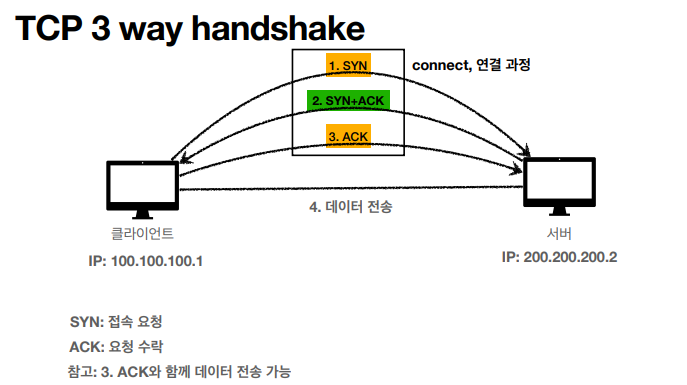 TCP 3 way handshake
1. SYN
connect, 연결 과정
2. SYN+ACK
3. ACK
4. 데이터 전송
클라이언트
서버
IP: 100.100.100.1
IP: 200.200.200.2
SYN: 접속 요청
ACK: 요청 수락
참고: 3. ACK와 함께 데이터 전송 가능